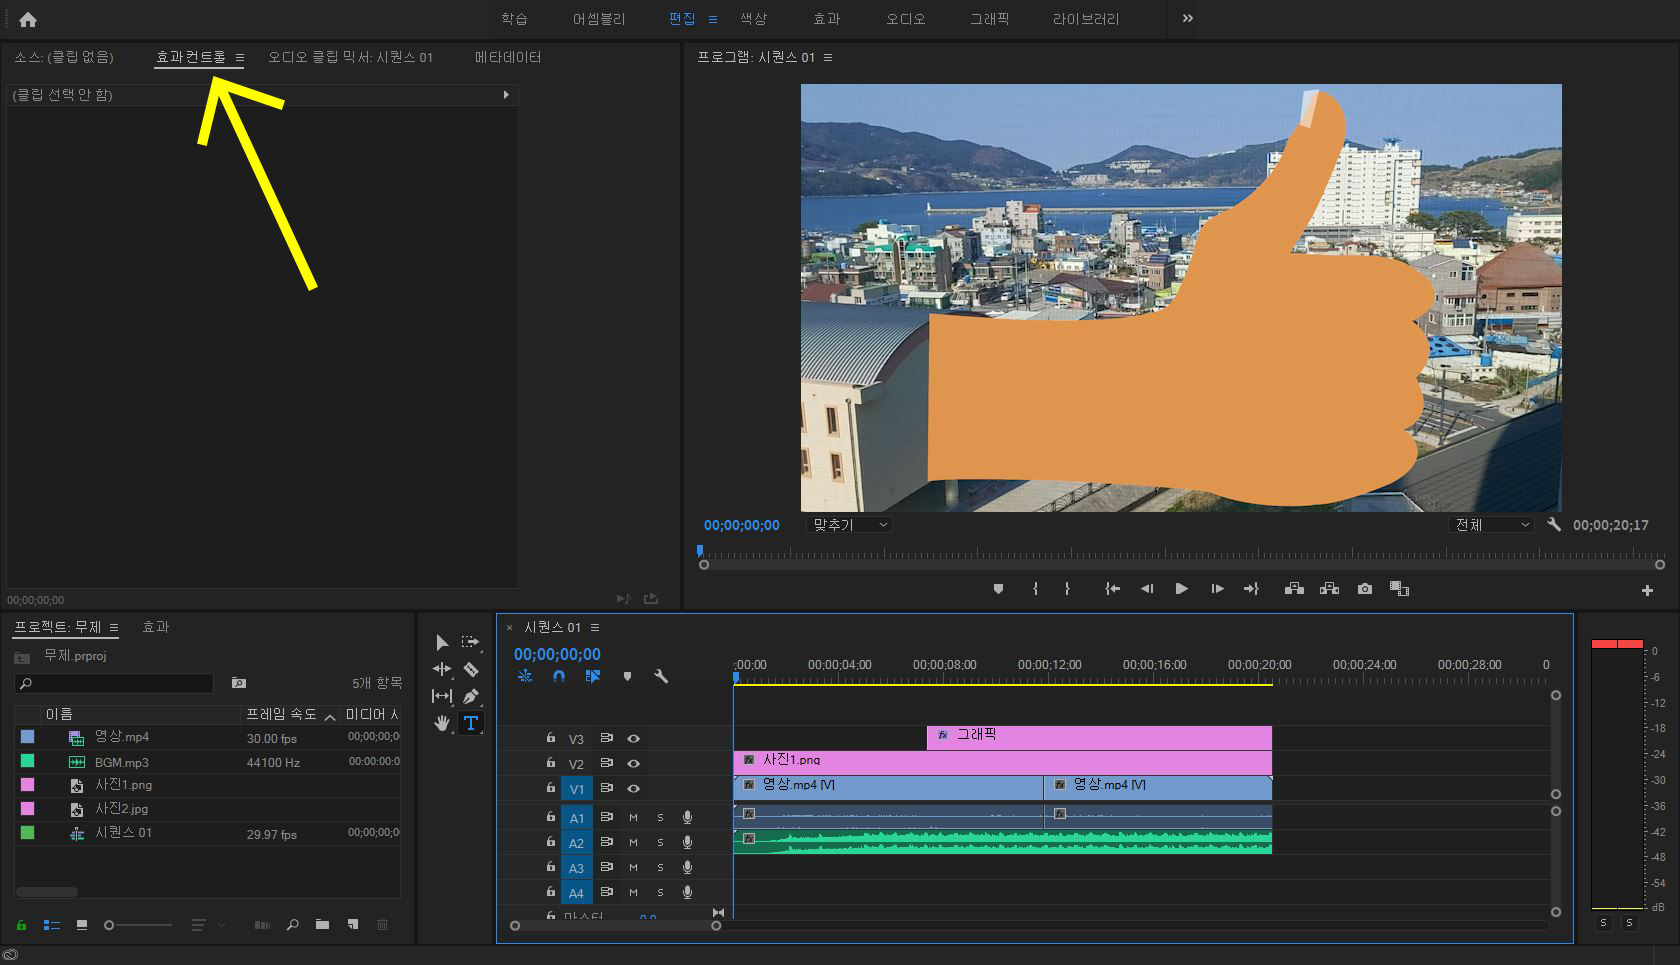 학습 어셈블리 편집 색상 효과 오디오 그래픽 라이브러리
소스: (클립 없음) 효과 컨트롤 오디오 클립 믹서: 시퀀스 01 메타데이터
(클립 선택 안 함)
00;00;00;00
프로그램: 시퀀스 01
00;00;00;00 맞추기 전체 00;00;20;17
프로젝트: 무제 효과
무제.prproj
5개 항목
이름 프레임 속도 미디어 시
영상.mp4 30.00 fps 00;00;00;0
BGM.mp3 44100 Hz 00:00:00:0
사진1.png
사진2.jpg
시퀀스 01 29.97 fps 00;00;00;0
× 시퀀스 01
00;00;00;00
;00;00 00;00;04;00 00;00;08;00 00;00;12;00 00;00;16;00 00;00;20;00 00;00;24;00 00;00;28;00 0
V3 fx 그래픽
V2 fx 사진1.png
V1 fx 영상.mp4 [V] fx 영상.mp4 [V]
A1 M S fx fx
A2 M S fx
A3 M S
A4 M S
마스터 0.0
0
-6
-12
-18
-24
-30
-36
-42
-48
-54
dB
S S